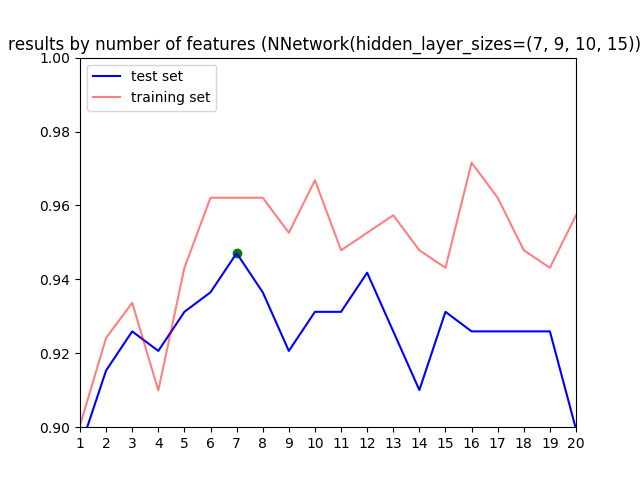 results by number of features (NNetwork(hidden_layer_sizes=(7, 9, 10, 15))
test set
training set
1.00
0.98
0.96
0.94
0.92
0.90
1 2 3 4 5 6 7 8 9 10 11 12 13 14 15 16 17 18 19 20